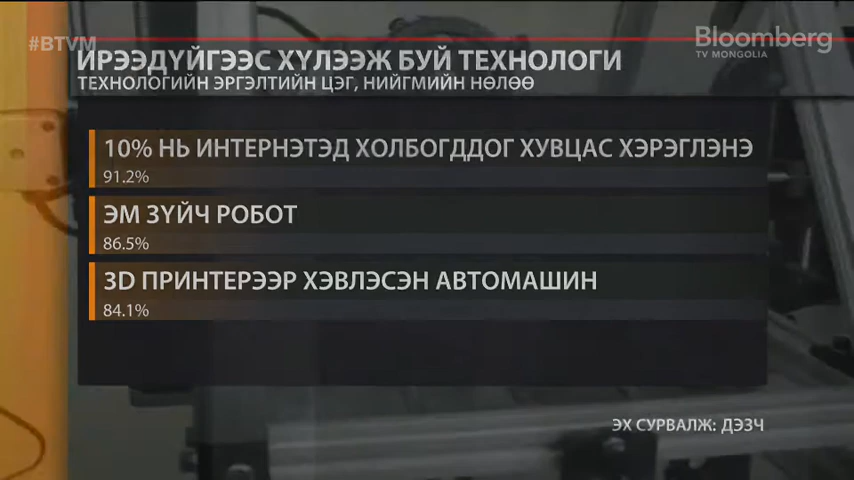 #BTVM
Bloomberg
TV MONGOLIA
ИРЭЭДҮЙГЭЭС ХҮЛЭЭЖ БУЙ ТЕХНОЛОГИ
ТЕХНОЛОГИЙН ЭРГЭЛТИЙН ЦЭГ, НИЙГМИЙН НӨЛӨӨ
10% НЬ ИНТЕРНЭТЭД ХОЛБОГДДОГ ХУВЦАС ХЭРЭГЛЭНЭ
91.2%
ЭМ ЗҮЙЧ РОБОТ
86.5%
3D ПРИНТЕРЭЭР ХЭВЛЭСЭН АВТОМАШИН
84.1%
ЭХ СУРВАЛЖ: ДЭЗЧ